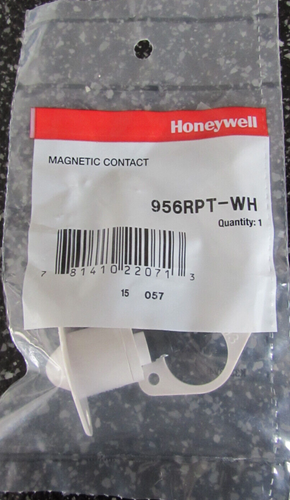 Honeywell
MAGNETIC CONTACT
956RPT-WH
Quantity: 1
7 81410 22071 3
15 057